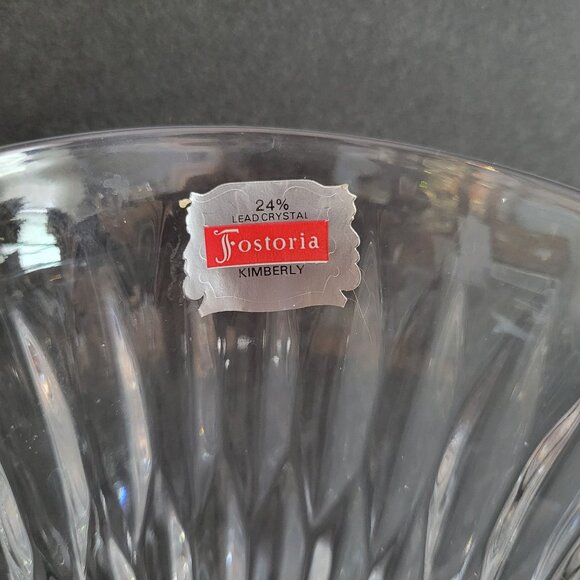 24%
LEAD CRYSTAL
Fostoria
KIMBERLY